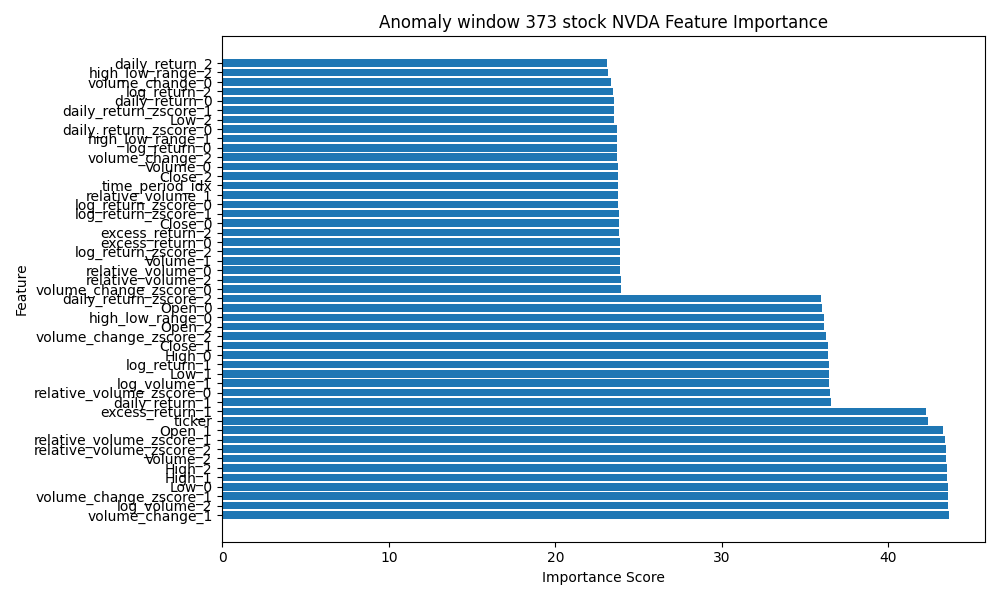 Anomaly window 373 stock NVDA Feature Importance
daily_return_2
high_low_range_2
volume_change_0
log_return_2
daily_return_0
daily_return_zscore_1
Low_2
daily_return_zscore_0
high_low_range_1
log_return_0
volume_change_2
Volume_0
Close_2
time_period_idx
relative_volume_1
log_return_zscore_0
log_return_zscore_1
Close_0
excess_return_2
excess_return_0
log_return_zscore_2
Volume_1
relative_volume_0
relative_volume_2
volume_change_zscore_0
daily_return_zscore_2
Open_0
high_low_range_0
Open_2
volume_change_zscore_2
Close_1
High_0
log_return_1
Low_1
log_volume_1
relative_volume_zscore_0
daily_return_1
excess_return_1
ticker
Open_1
relative_volume_zscore_1
relative_volume_zscore_2
Volume_2
High_2
High_1
Low_0
volume_change_zscore_1
log_volume_2
volume_change_1
Feature
0 10 20 30 40
Importance Score